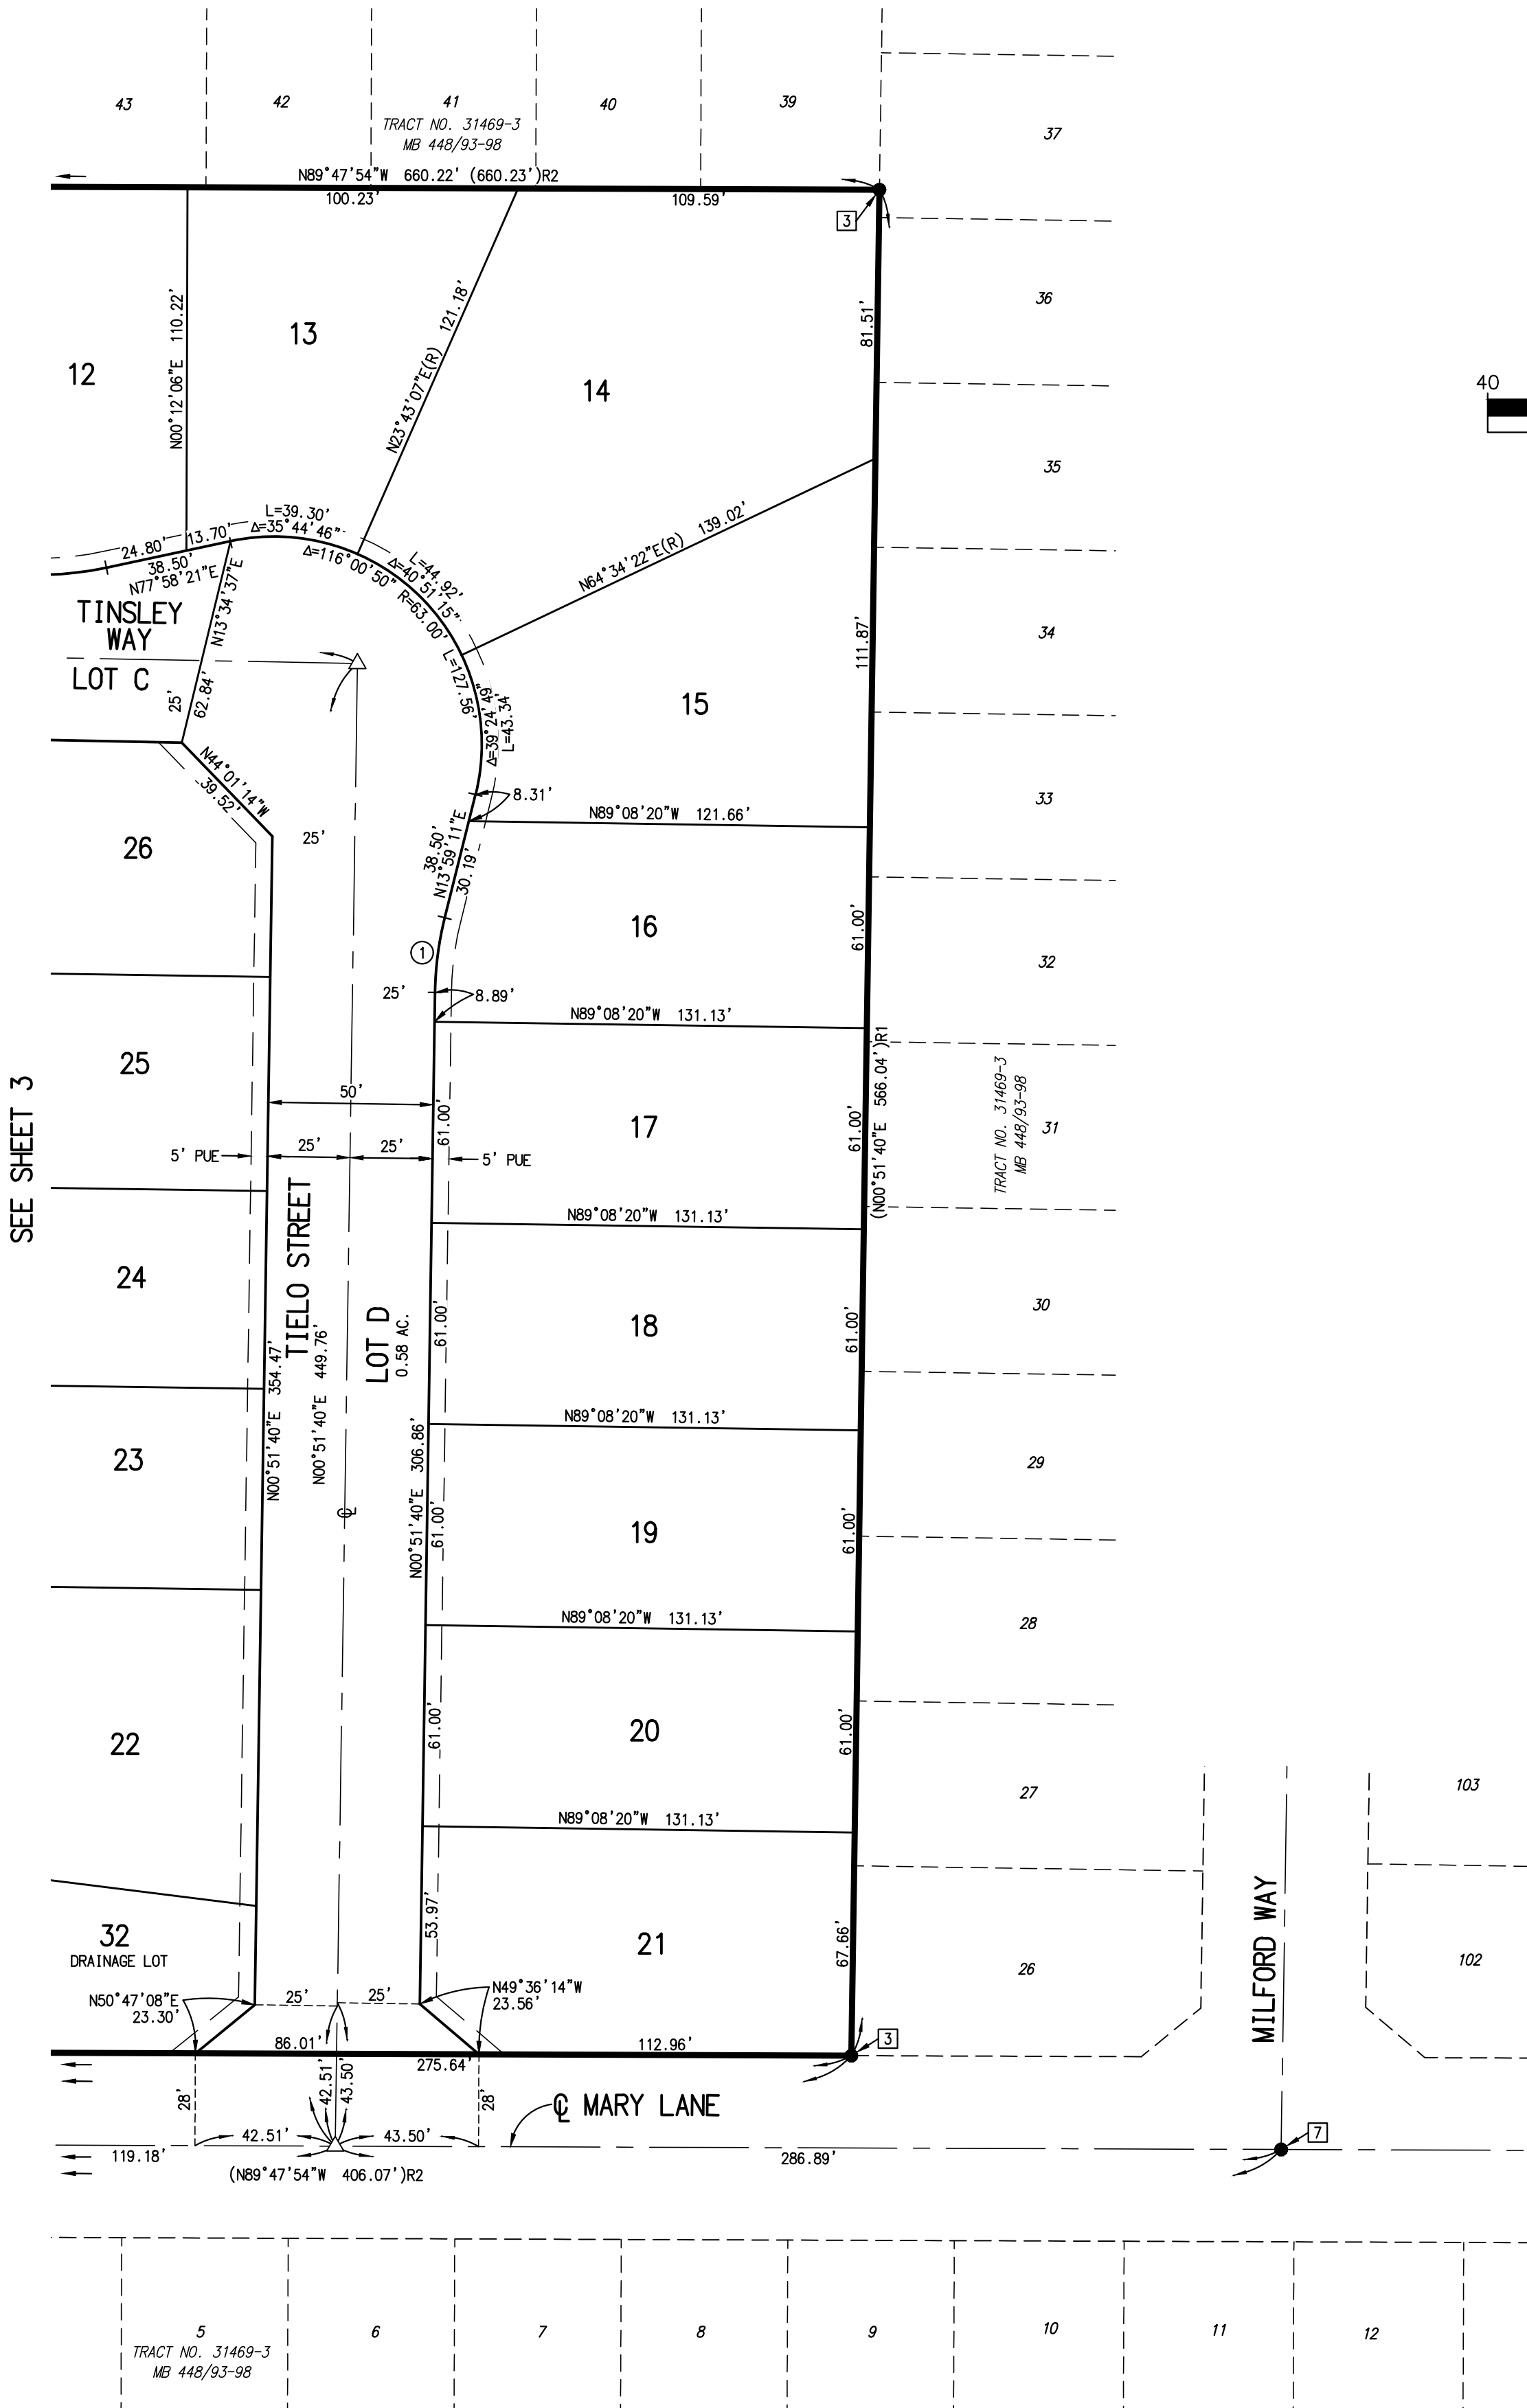 43
42
41
40
39
TRACT NO. 31469-3
MB 448/93-98
37
N89°47'54"W 660.22' (660.23')R2
100.23'
109.59'
3
N00°12'06"E 110.22'
13
N23°43'07"E(R) 121.18'
14
81.51'
36
12
40
35
L=39.30'
Δ=35°44'46"
24.80'
13.70'
38.50'
N77°58'21"E
Δ=116°00'50" R=63.00' L=127.56'
L=44.92'
Δ=40°51'15"
N64°34'22"E(R) 139.02'
TINSLEY
WAY
LOT C
N13°34'37"E
62.84'
25'
34
111.87'
15
Δ=39°24'49"
L=43.34'
N44°01'14"W
39.52'
8.31'
N89°08'20"W 121.66'
33
26
25'
38.50'
N13°59'11"E
30.19'
16
61.00'
1
32
25'
8.89'
N89°08'20"W 131.13'
25
SEE SHEET 3
50'
61.00'
17
61.00'
(N00°51'40"E 566.04')R1
TRACT NO. 31469-3
MB 448/93-98
31
5' PUE
25'
25'
5' PUE
N89°08'20"W 131.13'
24
TIELO STREET
N00°51'40"E 449.76'
N00°51'40"E 354.47'
LOT D
0.58 AC.
61.00'
18
61.00'
30
N89°08'20"W 131.13'
23
N00°51'40"E 306.86'
61.00'
℄
19
61.00'
29
N89°08'20"W 131.13'
28
22
61.00'
20
61.00'
27
103
N89°08'20"W 131.13'
32
DRAINAGE LOT
53.97'
21
67.66'
26
MILFORD WAY
102
N50°47'08"E
23.30'
25'
25'
N49°36'14"W
23.56'
86.01'
275.64'
112.96'
3
28'
42.51'
43.50'
28'
℄ MARY LANE
119.18'
42.51'
43.50'
286.89'
7
(N89°47'54"W 406.07')R2
5
6
7
8
9
10
11
12
TRACT NO. 31469-3
MB 448/93-98